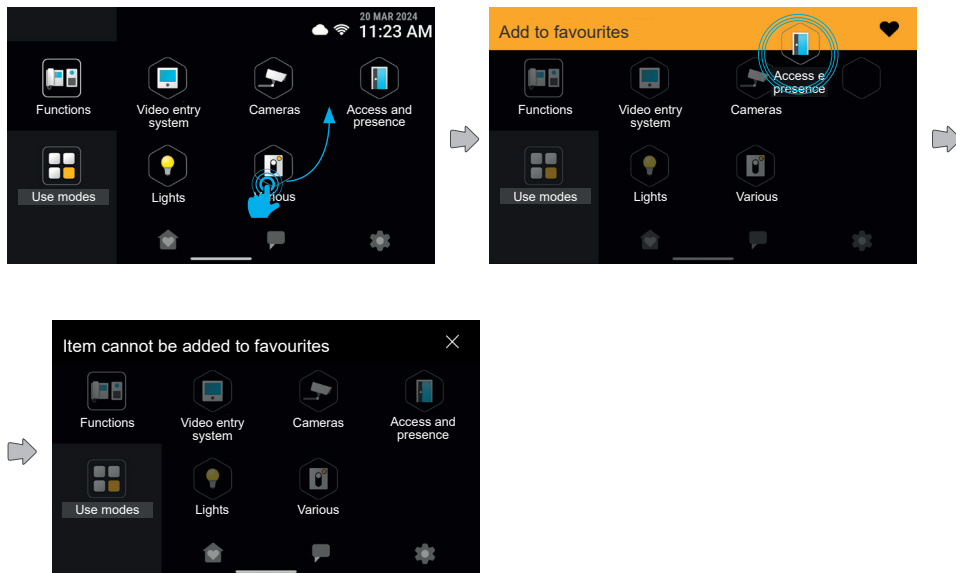 20 MAR 2024
11:23 AM
Functions
Video entry
system
Cameras
Access and
presence
Use modes
Lights
Various
Add to favourites
Access e
presence
Functions
Video entry
system
Cameras
Use modes
Lights
Various
Item cannot be added to favourites
Functions
Video entry
system
Cameras
Access and
presence
Use modes
Lights
Various